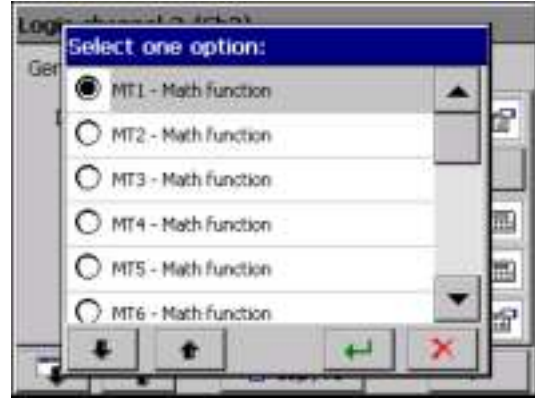 Select one option:
MT1 - Math function
MT2 - Math function
MT3 - Math function
MT4 - Math function
MT5 - Math function
MT6 - Math function